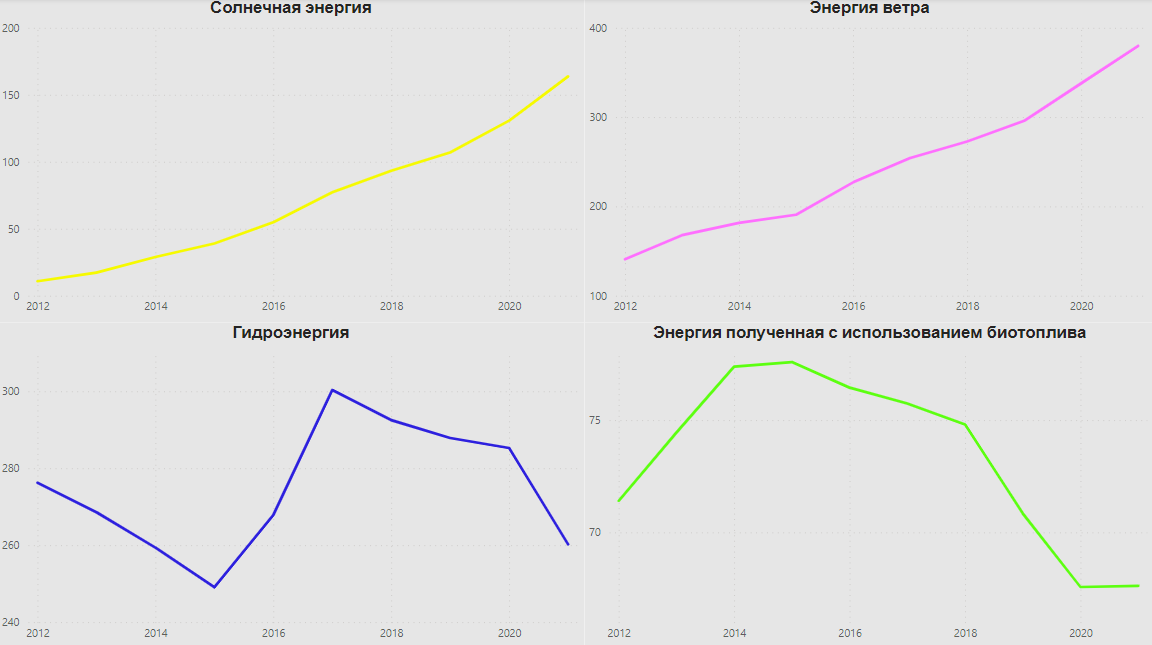 Солнечная энергия
200
150
100
50
0
2012 2014 2016 2018 2020
Энергия ветра
400
300
200
100
2012 2014 2016 2018 2020
Гидроэнергия
300
280
260
240
2012 2014 2016 2018 2020
Энергия полученная с использованием биотоплива
75
70
2012 2014 2016 2018 2020